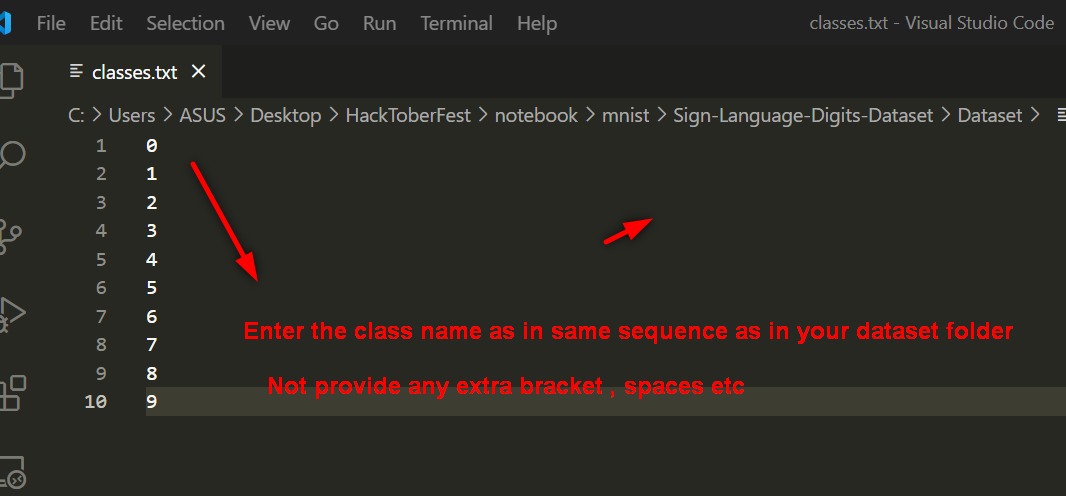 File Edit Selection View Go Run Terminal Help classes.txt - Visual Studio Code
classes.txt
C: > Users > ASUS > Desktop > HackToberFest > notebook > mnist > Sign-Language-Digits-Dataset > Dataset >
1 0
2 1
3 2
4 3
5 4
6 5
7 6
8 7
9 8
10 9
Enter the class name as in same sequence as in your dataset folder
Not provide any extra bracket , spaces etc